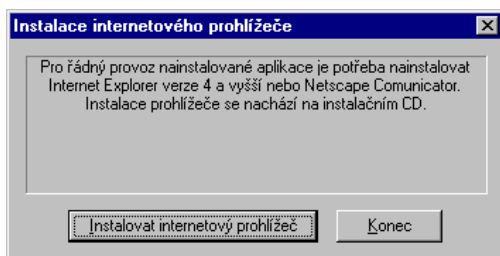 Instalace internetového prohlížeče
Pro řádný provoz nainstalované aplikace je potřeba nainstalovat
Internet Explorer verze 4 a vyšší nebo Netscape Comunicator.
Instalace prohlížeče se nachází na instalačním CD.
Instalovat internetový prohlížeč
Konec